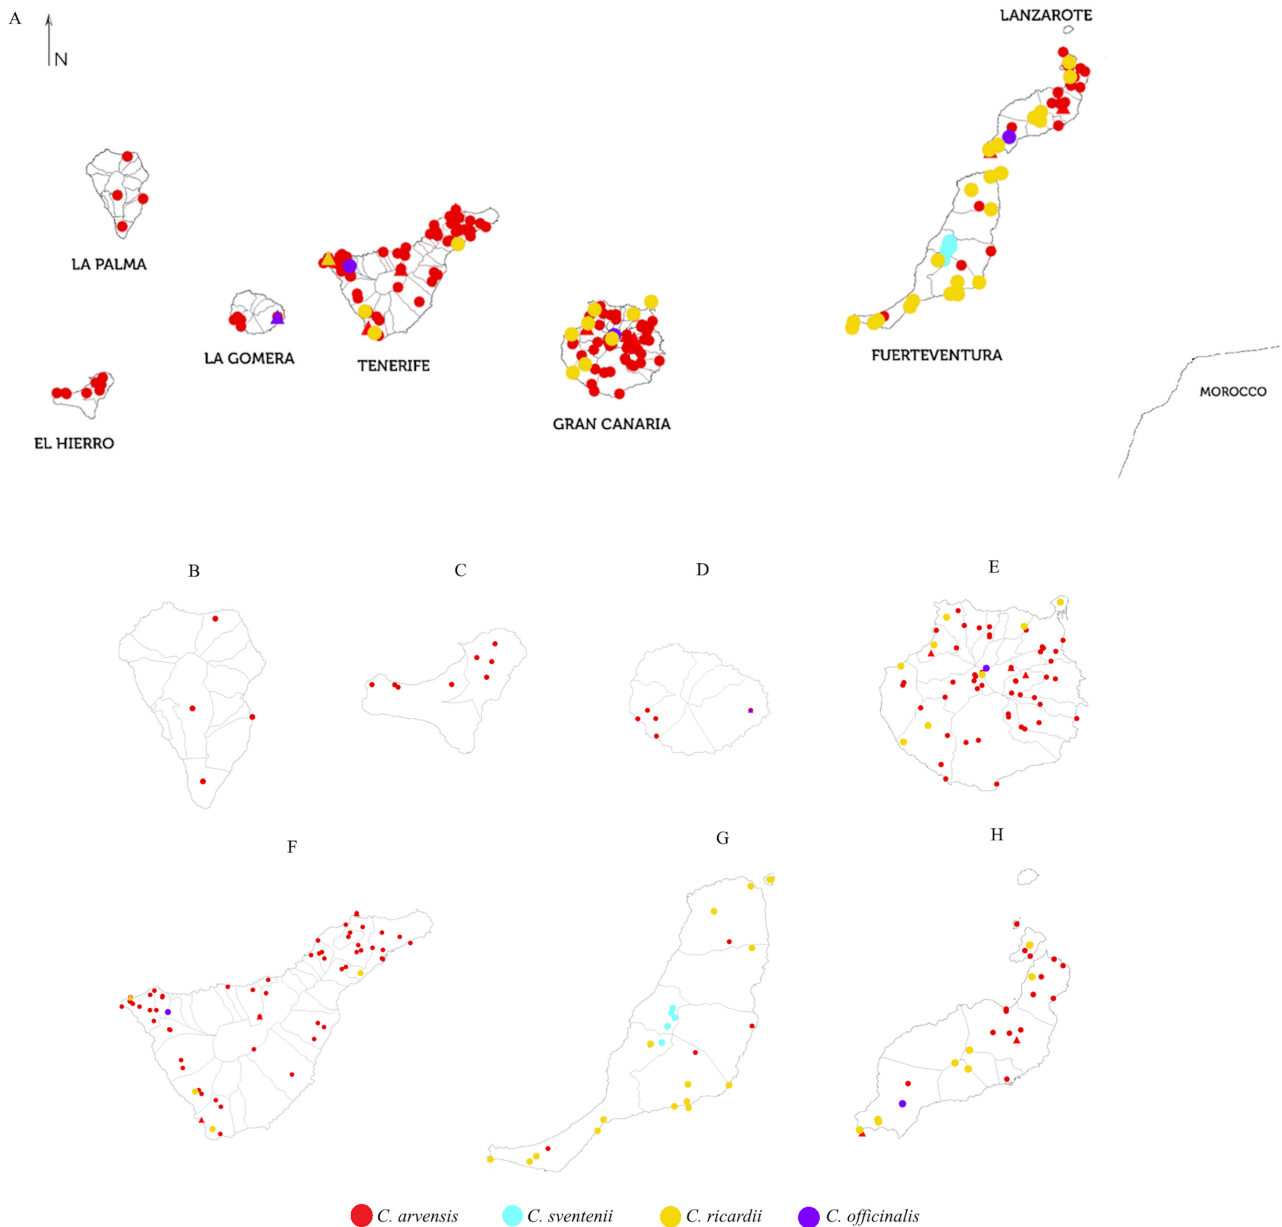 A
N
LANZAROTE
LA PALMA
LA GOMERA
TENERIFE
FUERTEVENTURA
MOROCCO
GRAN CANARIA
EL HIERRO
B
C
D
E
F
G
H
C. arvensis
C. sventenii
C. ricardii
C. officinalis